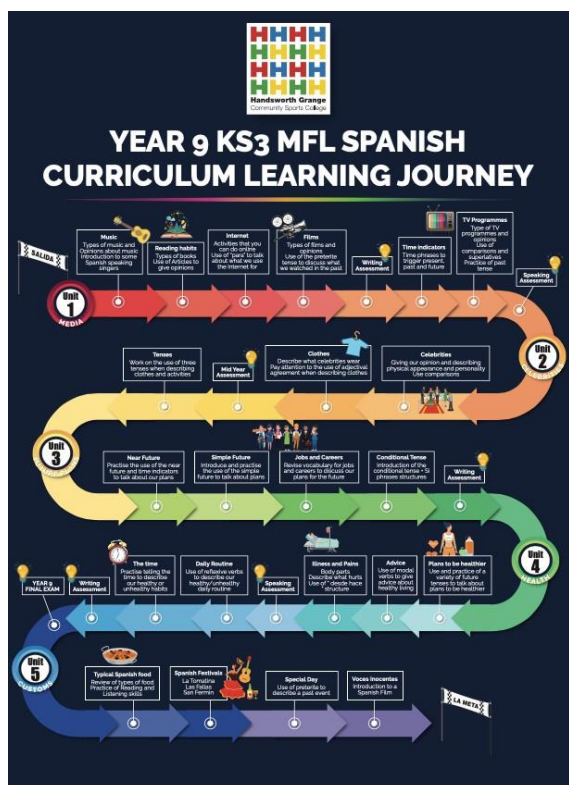 Handsworth Grange
Community Sports College
YEAR 9 KS3 MFL SPANISH
CURRICULUM LEARNING JOURNEY
SALIDA
Unit
1
MEDIA
Music
Types of music and
Opinions about music
Introduction to some
Spanish speaking
singers
Reading habits
Types of books
Use of Articles to
give opinions
Internet
Activities that you
can do online
Use of "para" to talk
about what we use
the Internet for
Films
Types of films and
opinions
Use of the preterite
tense to discuss what
we watched in the past
Writing
Assessment
Time indicators
Time phrases to
trigger present,
past and future
TV Programmes
Type of TV
programmes and
opinions
Use of
comparisons and
superlatives
Practice of past
tense
Speaking
Assessment
Unit
2
Celebrities
Giving our opinion and describing
physical appearance and personality
Use comparisons
Clothes
Describe what celebrities wear
Pay attention to the use of adjectival
agreement when describing clothes
Mid Year
Assessment
Tenses
Work on the use of three
tenses when describing
clothes and activities
Unit
3
Near Future
Practise the use of the near
future and time indicators
to talk about our plans
Simple Future
Introduce and practise
the use of the simple
future to talk about plans
Jobs and Careers
Revise vocabulary for jobs
and careers to discuss our
plans for the future
Conditional Tense
Introduction of the
conditional tense + Si
phrases structures
Writing
Assessment
Unit
4
HEALTH
Plans to be healthier
Use and practice of a
variety of future
tenses to talk about
plans to be healthier
Advice
Use of modal
verbs to give
advice about
healthy living
Illness and Pains
Body parts
Describe what hurts
Use of " desde hace
structure
Speaking
Assessment
Daily Routine
Use of reflexive verbs to
describe our
healthy/unhealthy
daily routine
The time
Practise telling the
time to describe
our healthy or
unhealthy habits
Writing
Assessment
YEAR 9
FINAL EXAM
Unit
5
CUSTOMS
Typical Spanish food
Review of types of food
Practice of Reading and
Listening skills
Spanish Festivals
La Tomatina
Las Fallas
San Fermin
Special Day
Use of preterite to
describe a past event
Voces Inocentes
Introduction to a
Spanish Film
LA META